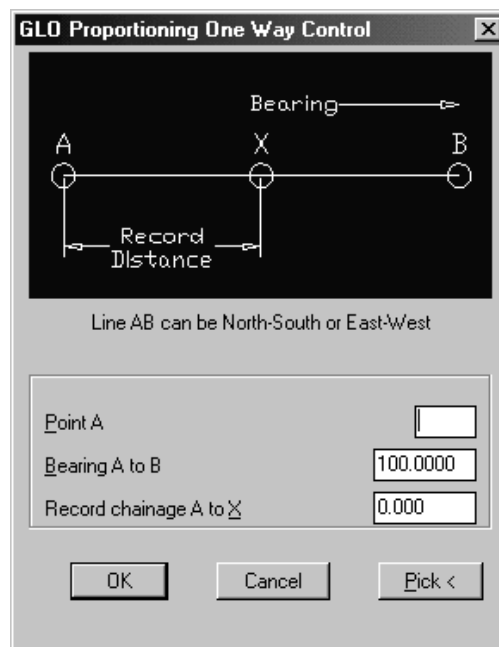 GLO Proportioning One Way Control
Bearing
A X B
Record
DIstance
Line AB can be North-South or East-West
Point A
Bearing A to B 100.0000
Record chainage A to X 0.000
OK Cancel Pick <